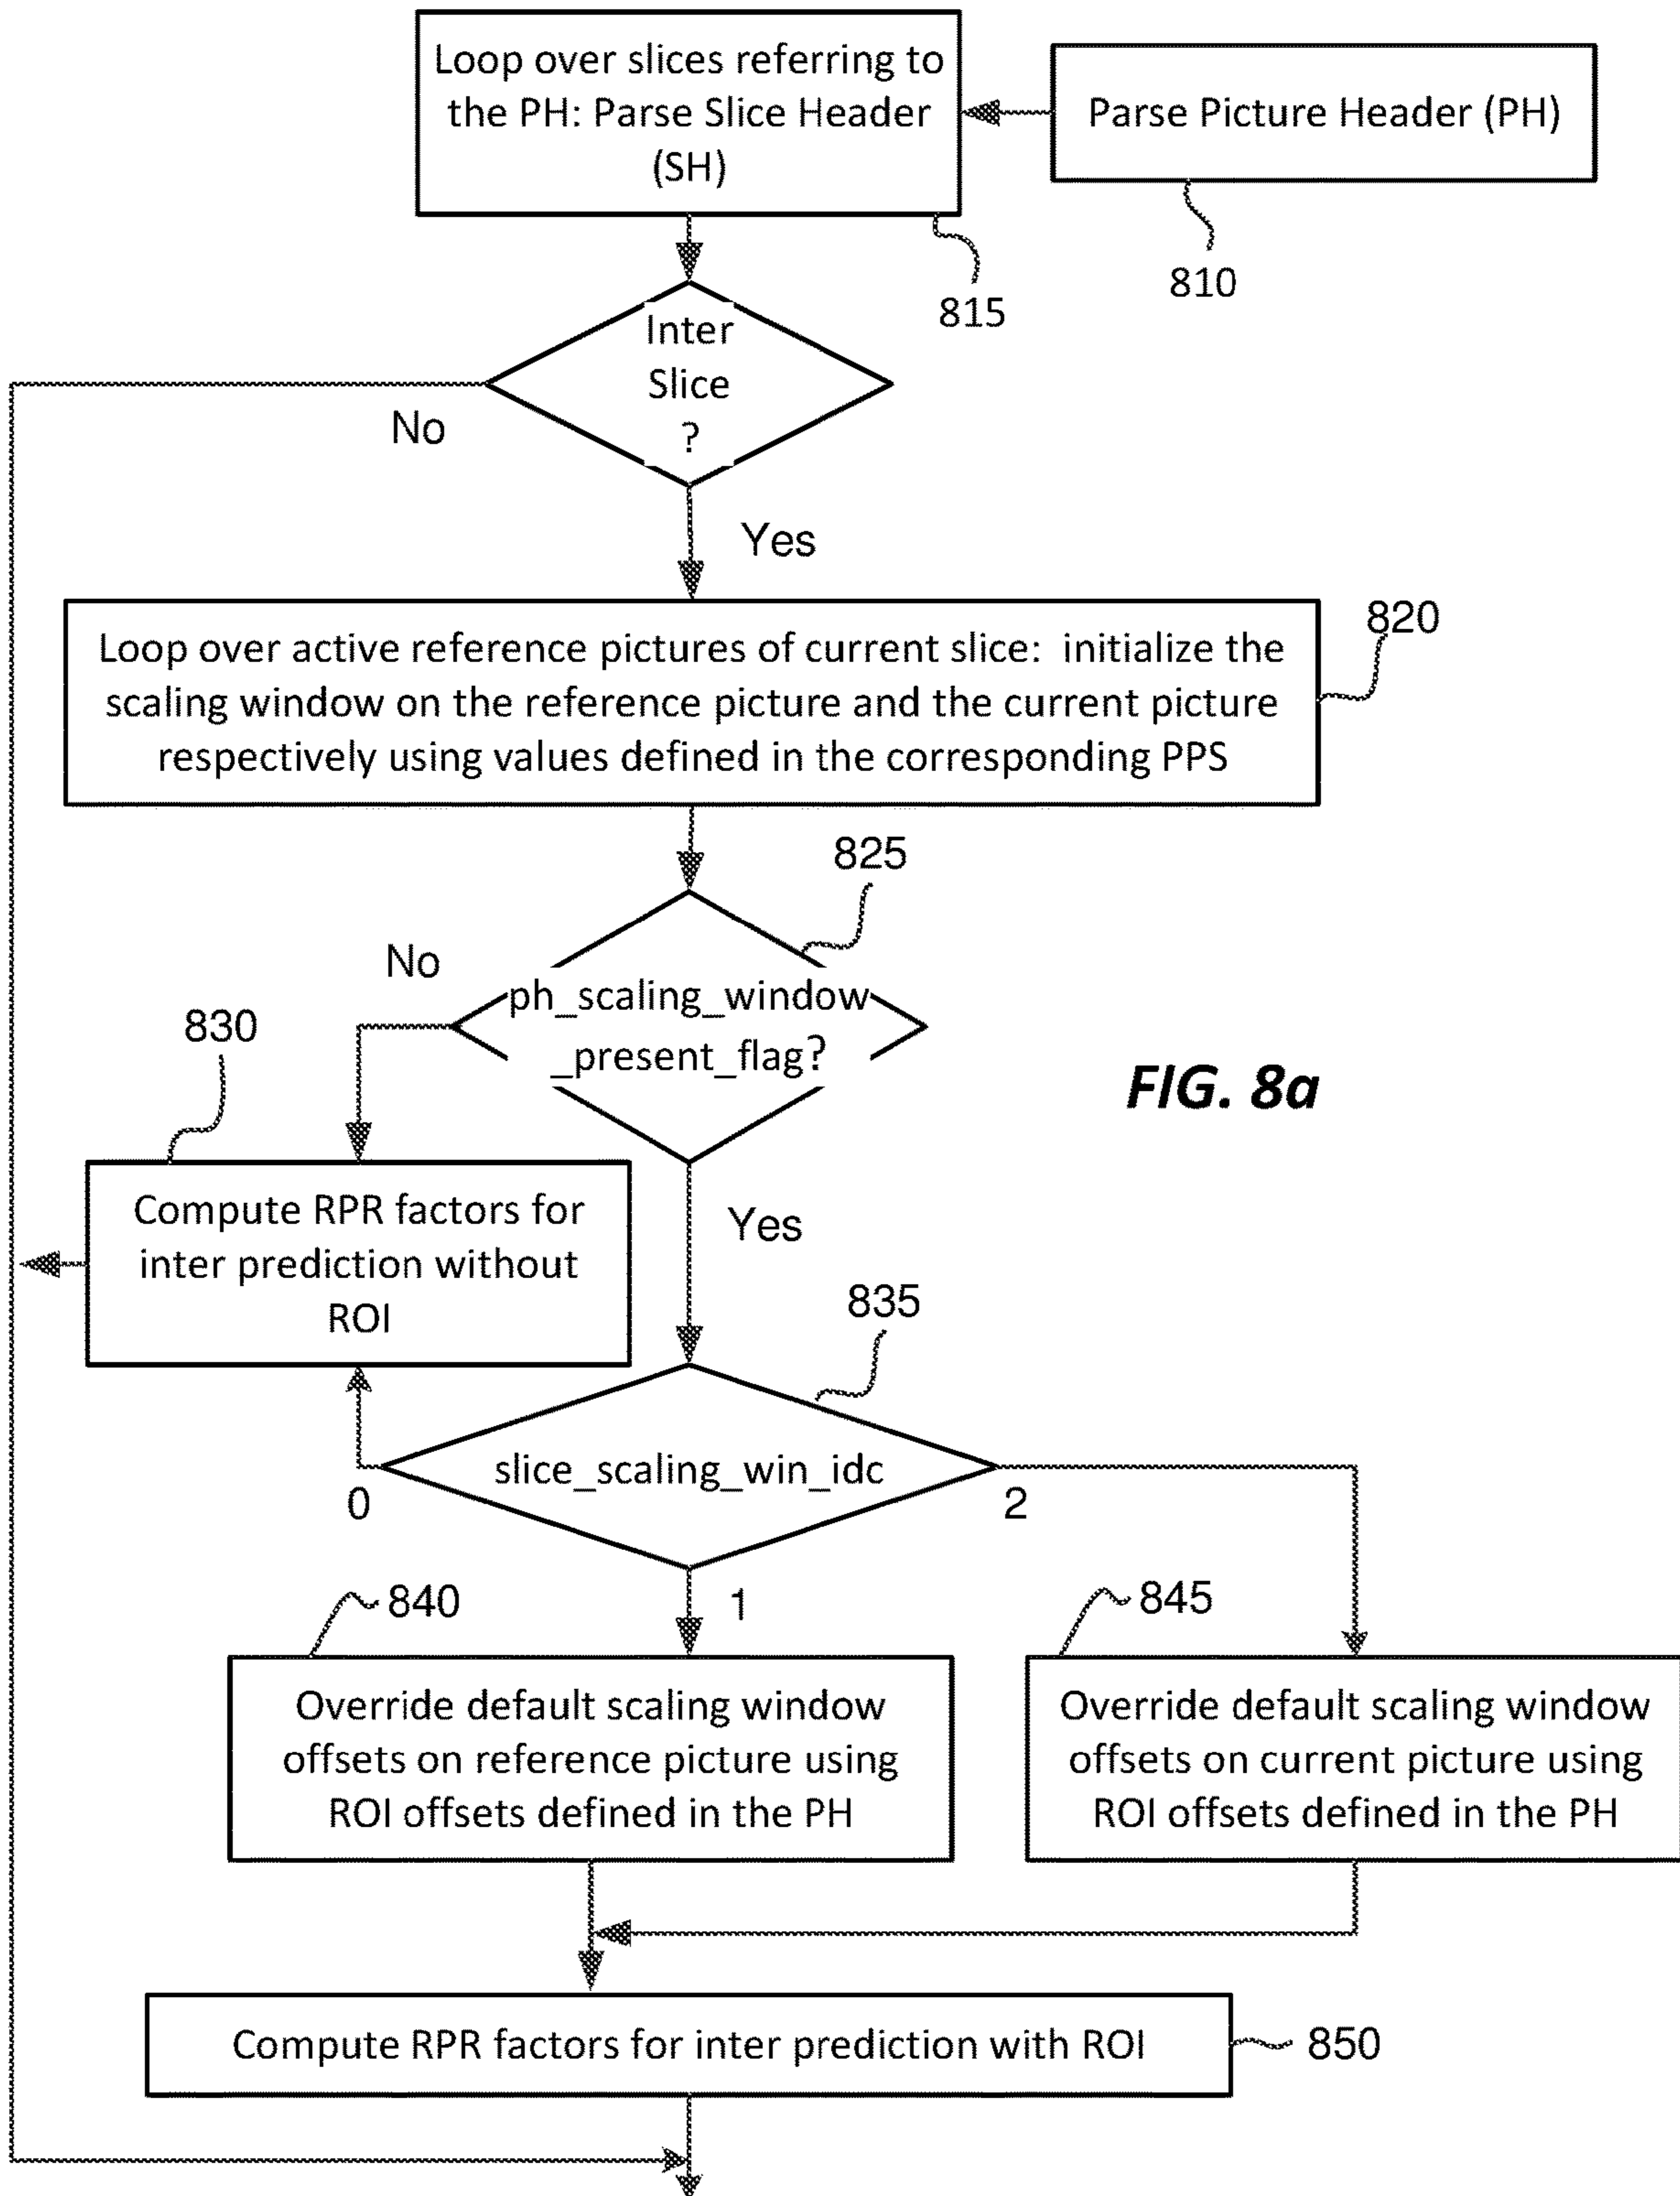 Loop over slices referring to
the PH: Parse Slice Header
(SH)
Parse Picture Header (PH)
815
810
Inter
Slice
?
No
Yes
820
Loop over active reference pictures of current slice: initialize the
scaling window on the reference picture and the current picture
respectively using values defined in the corresponding PPS
825
No
ph_scaling_window
_present_flag?
830
FIG. 8a
Compute RPR factors for
inter prediction without
ROI
Yes
835
slice_scaling_win_idc
0
2
1
840
845
Override default scaling window
offsets on reference picture using
ROI offsets defined in the PH
Override default scaling window
offsets on current picture using
ROI offsets defined in the PH
Compute RPR factors for inter prediction with ROI
850